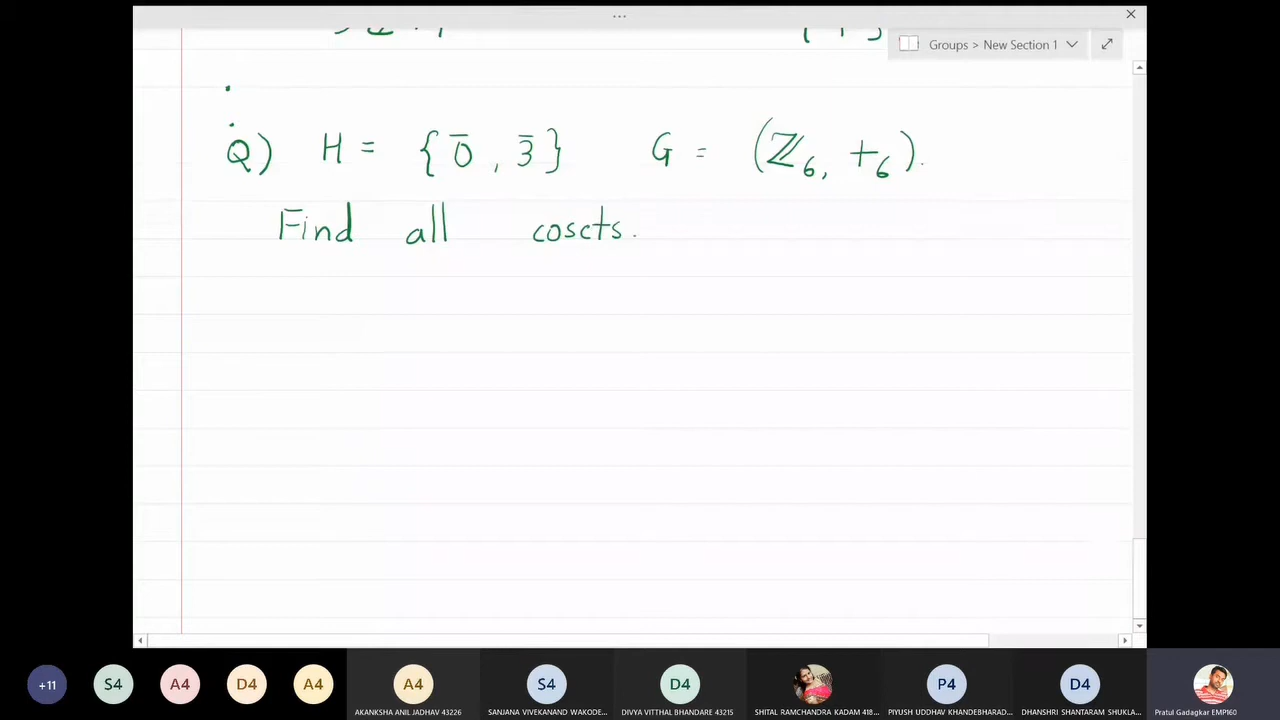 Groups > New Section 1
Q) H = {0̄, 3̄} G = (ℤ₆, +₆).
Find all cosets.
+11
S4
A4
D4
A4
A4
S4
D4
P4
D4
AKANKSHA ANIL JADHAV 43226
SANJANA VIVEKANAND WAKODE...
DIVYA VITTHAL BHANDARE 43215
SHITAL RAMCHANDRA KADAM 418...
PIYUSH UDDHAV KHANDEBHARAD...
DHANSHRI SHANTARAM SHUKLA...
Pratul Gadagkar EMP160